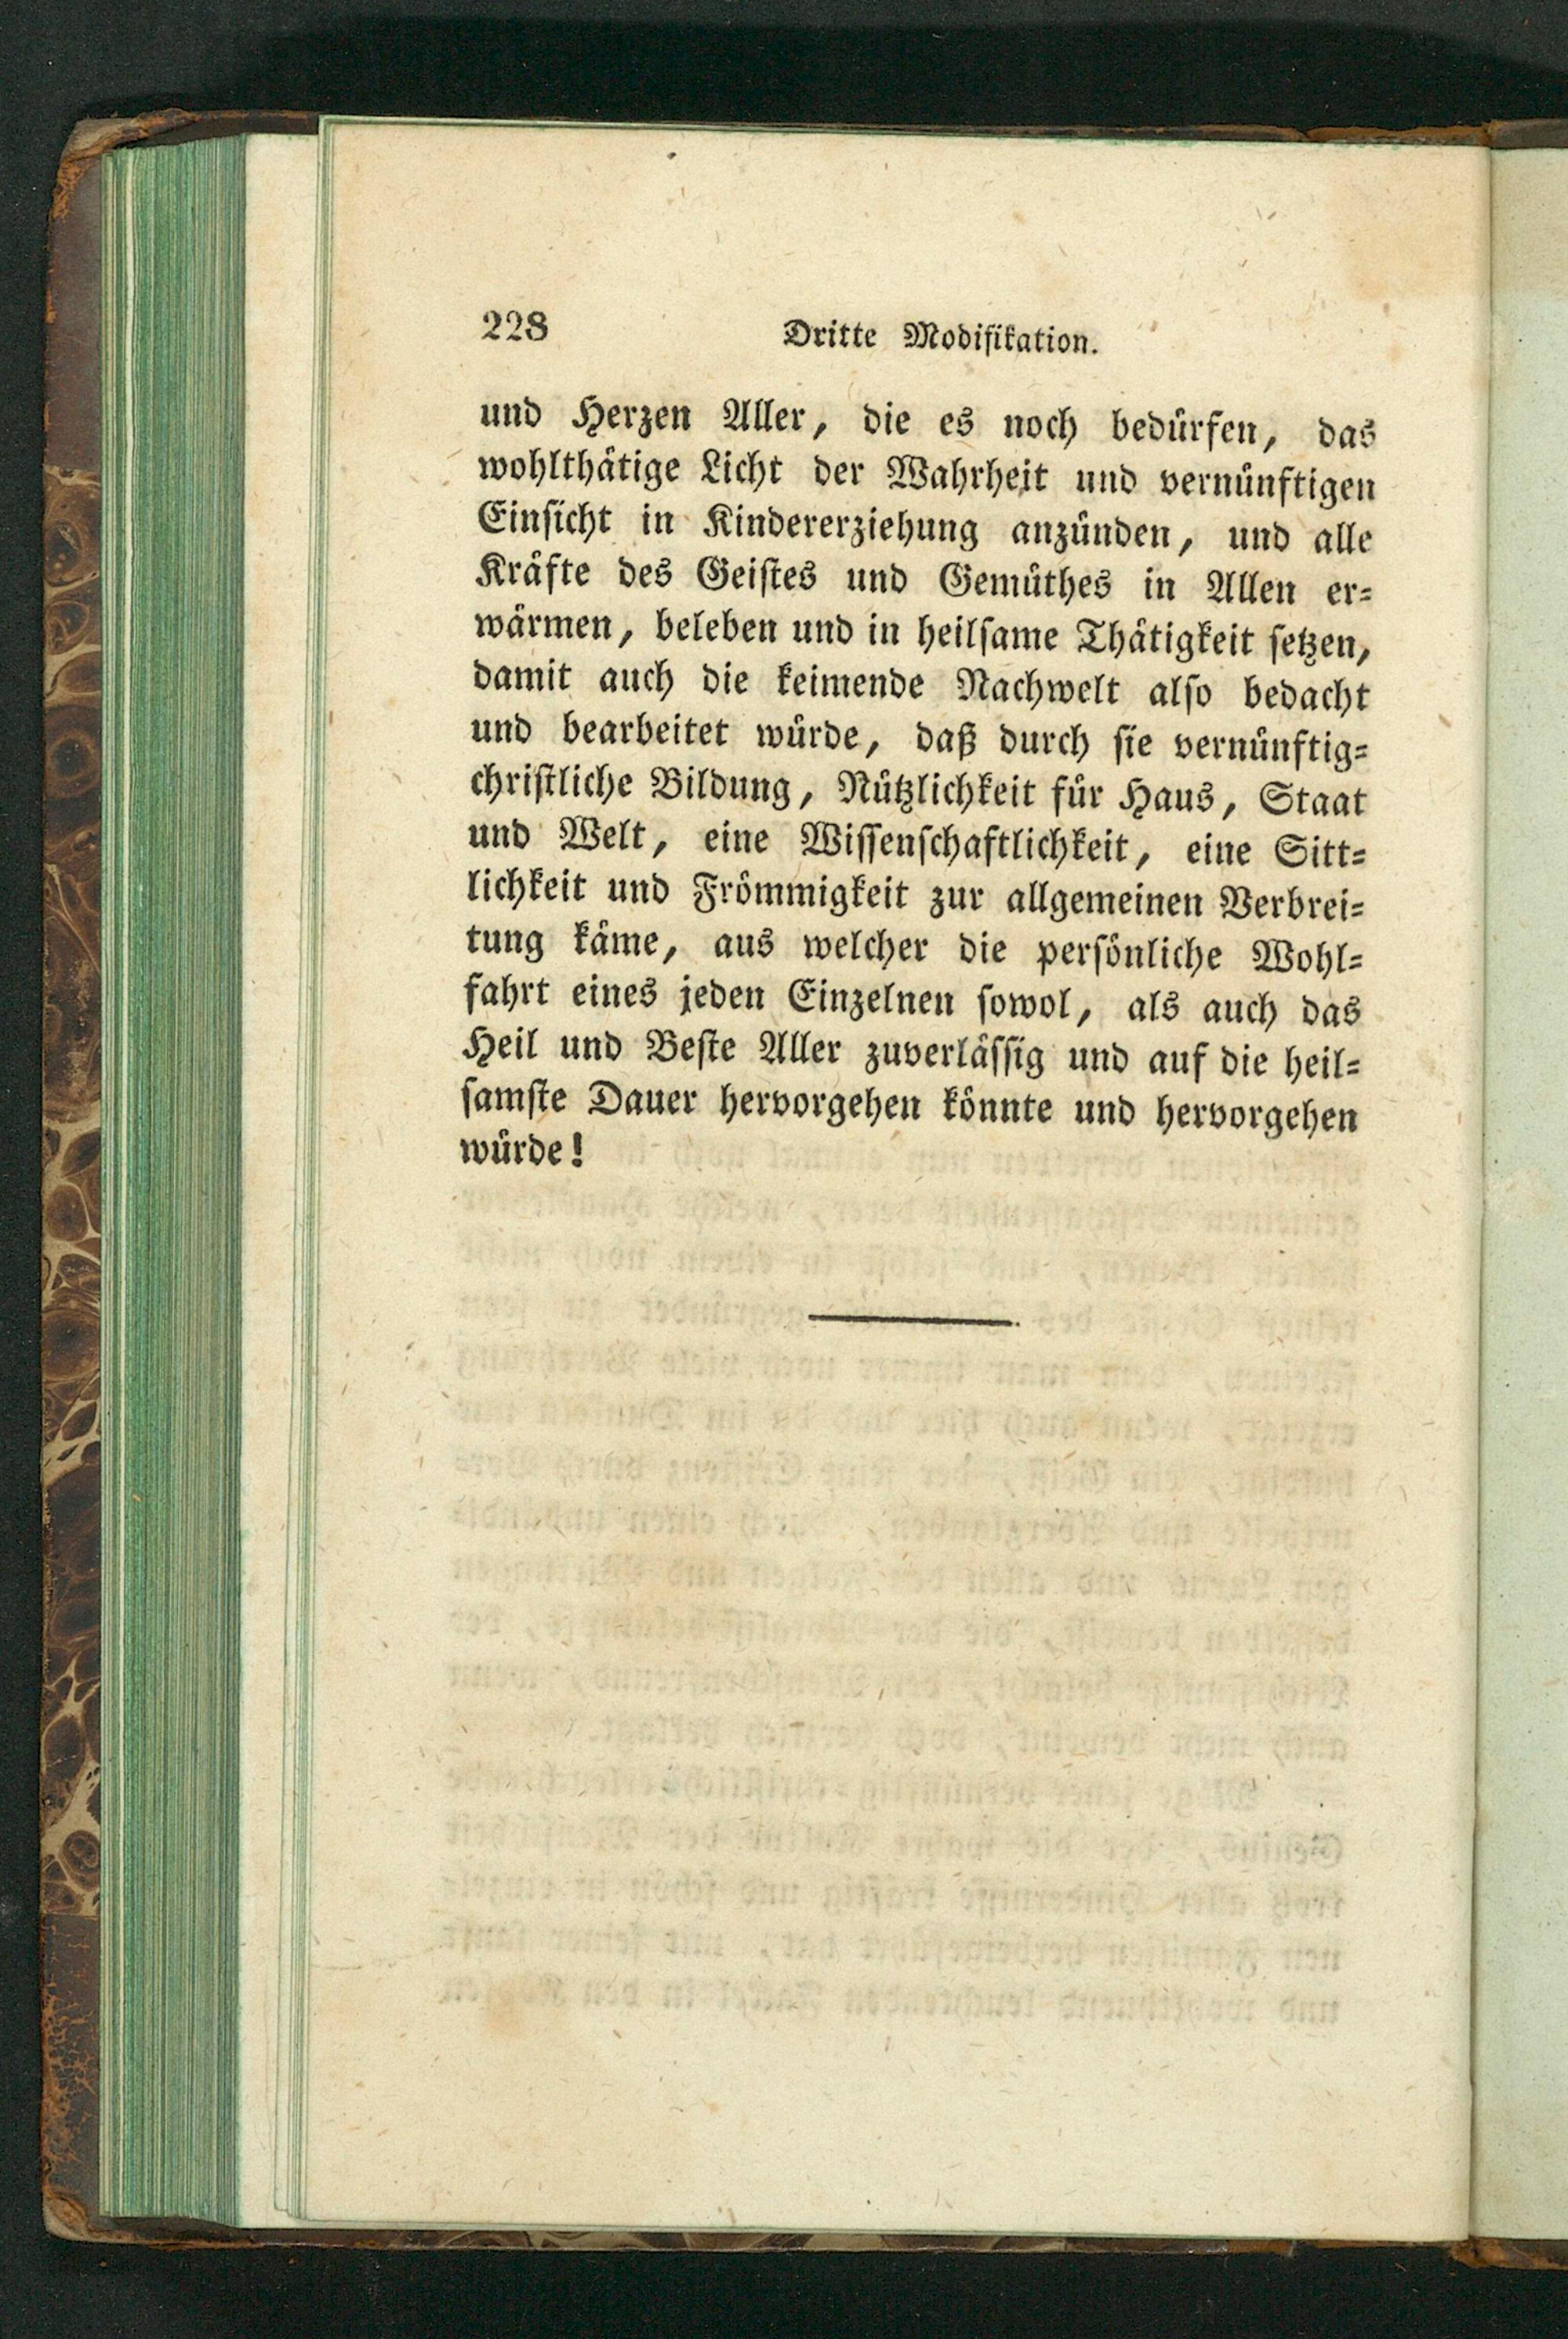 228 Dritte Modifikation.
und Herzen Aller, die es noch bedürfen, das
wohlthätige Licht der Wahrheit und vernünftigen
Einsicht in Kindererziehung anzünden, und alle
Kräfte des Geistes und Gemüthes in Allen er-
wärmen, beleben und in heilsame Thätigkeit setzen,
damit auch die keimende Nachwelt also bedacht
und bearbeitet würde, daß durch sie vernünftig-
christliche Bildung, Nützlichkeit für Haus, Staat
und Welt, eine Wissenschaftlichkeit, eine Sitt-
lichkeit und Frömmigkeit zur allgemeinen Verbrei-
tung käme, aus welcher die persönliche Wohl-
fahrt eines jeden Einzelnen sowol, als auch das
Heil und Beste Aller zuverlässig und auf die heil-
samste Dauer hervorgehen könnte und hervorgehen
würde!